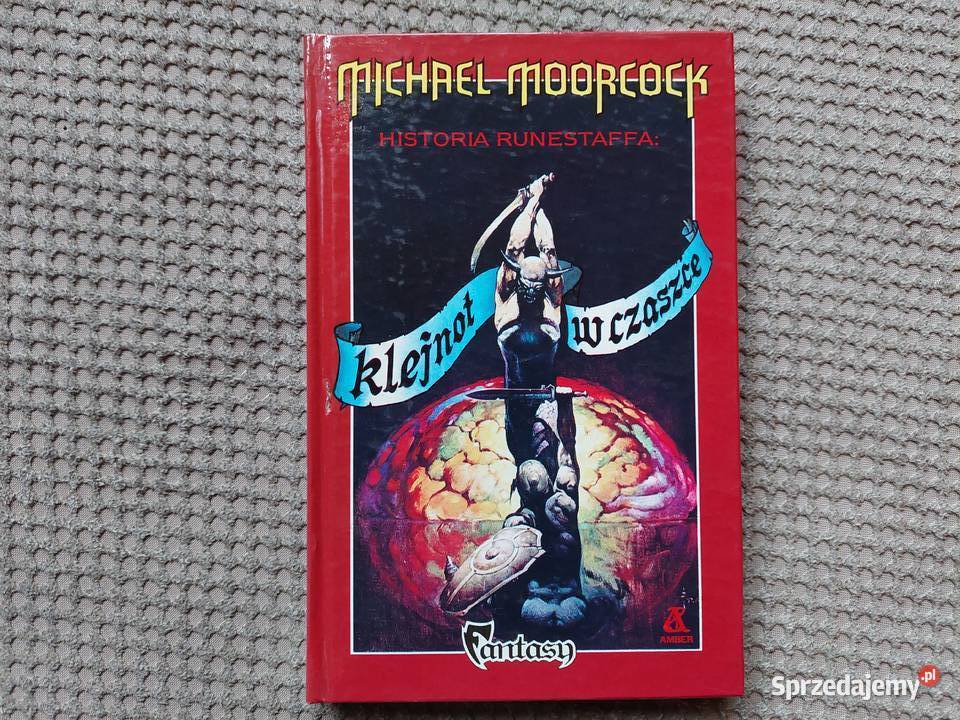 MICHAEL MOORCOCK
HISTORIA RUNESTAFFA:
klejnot w czaszce
AMBER
Fantasy
Sprzedajemy.pl